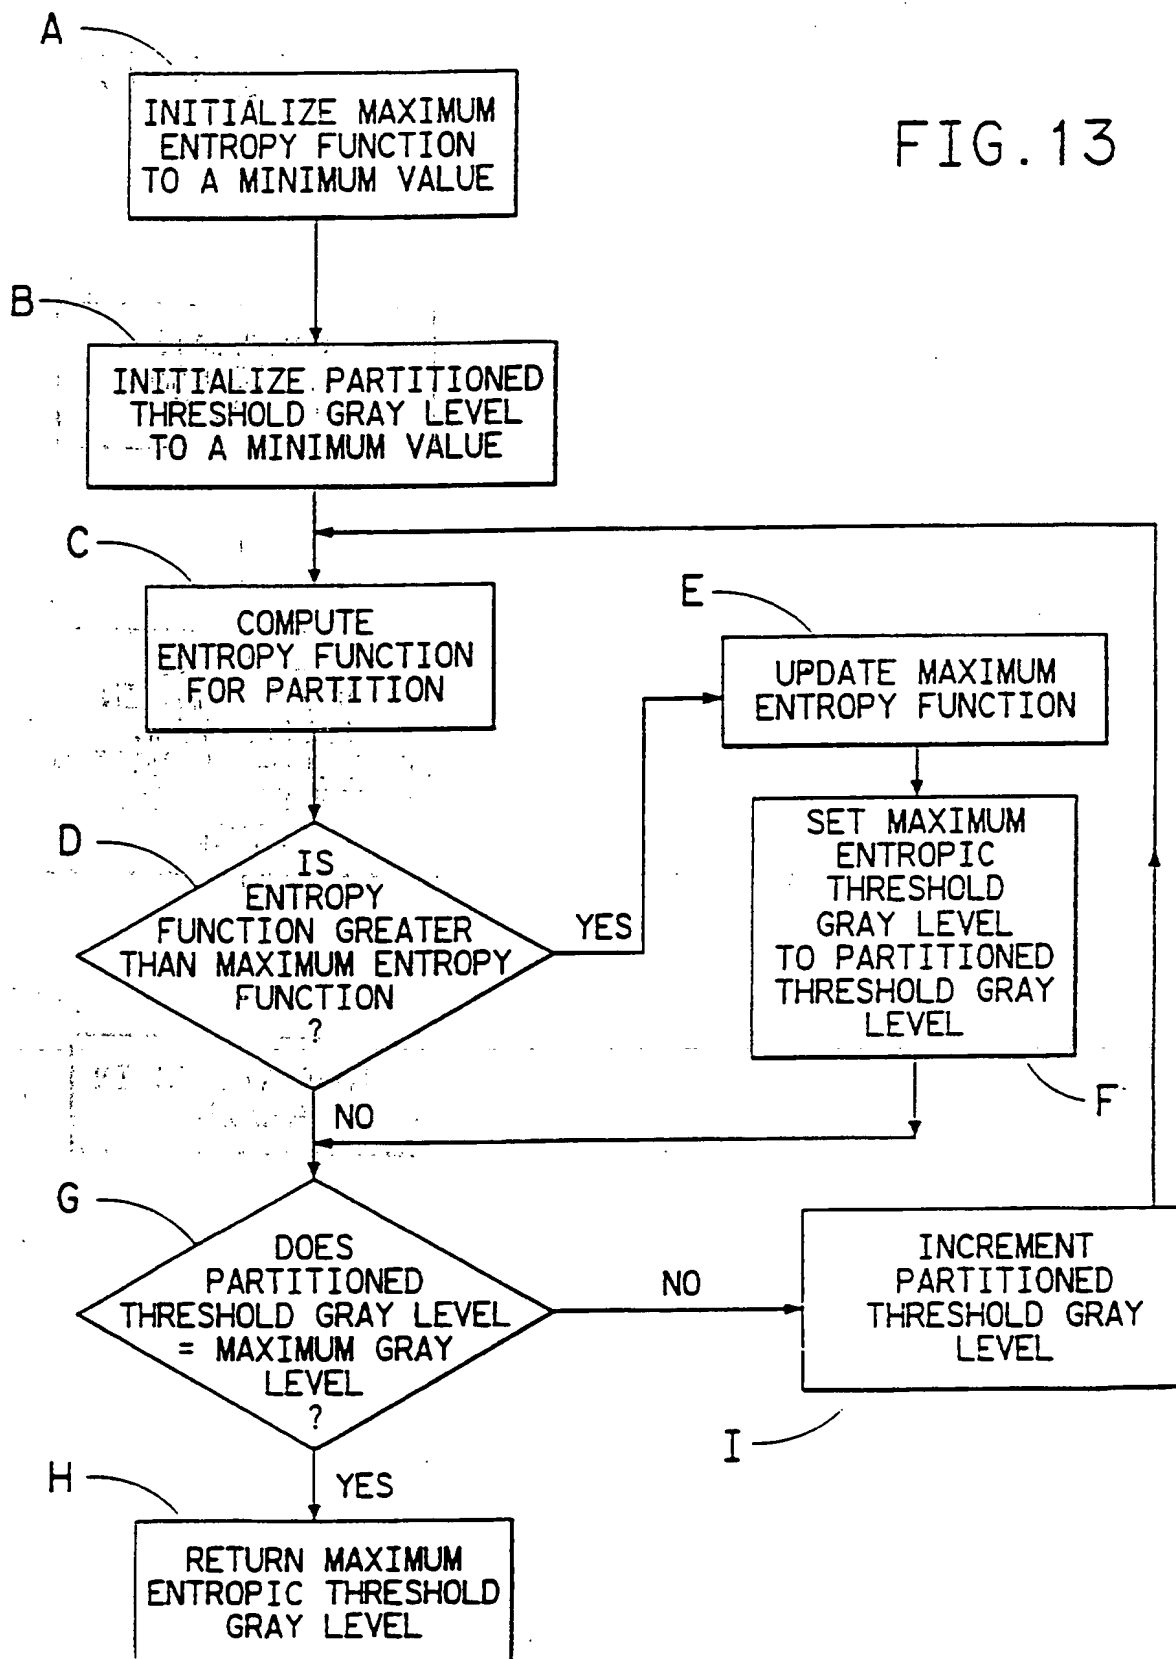 A
INITIALIZE MAXIMUM
ENTROPY FUNCTION
TO A MINIMUM VALUE
FIG.13
B
INITIALIZE PARTITIONED
THRESHOLD GRAY LEVEL
TO A MINIMUM VALUE
C
COMPUTE
ENTROPY FUNCTION
FOR PARTITION
D
IS
ENTROPY
FUNCTION GREATER
THAN MAXIMUM ENTROPY
FUNCTION
?
YES
NO
E
UPDATE MAXIMUM
ENTROPY FUNCTION
SET MAXIMUM
ENTROPIC
THRESHOLD
GRAY LEVEL
TO PARTITIONED
THRESHOLD GRAY
LEVEL
F
G
DOES
PARTITIONED
THRESHOLD GRAY LEVEL
= MAXIMUM GRAY
LEVEL
?
NO
YES
INCREMENT
PARTITIONED
THRESHOLD GRAY
LEVEL
I
H
RETURN MAXIMUM
ENTROPIC THRESHOLD
GRAY LEVEL